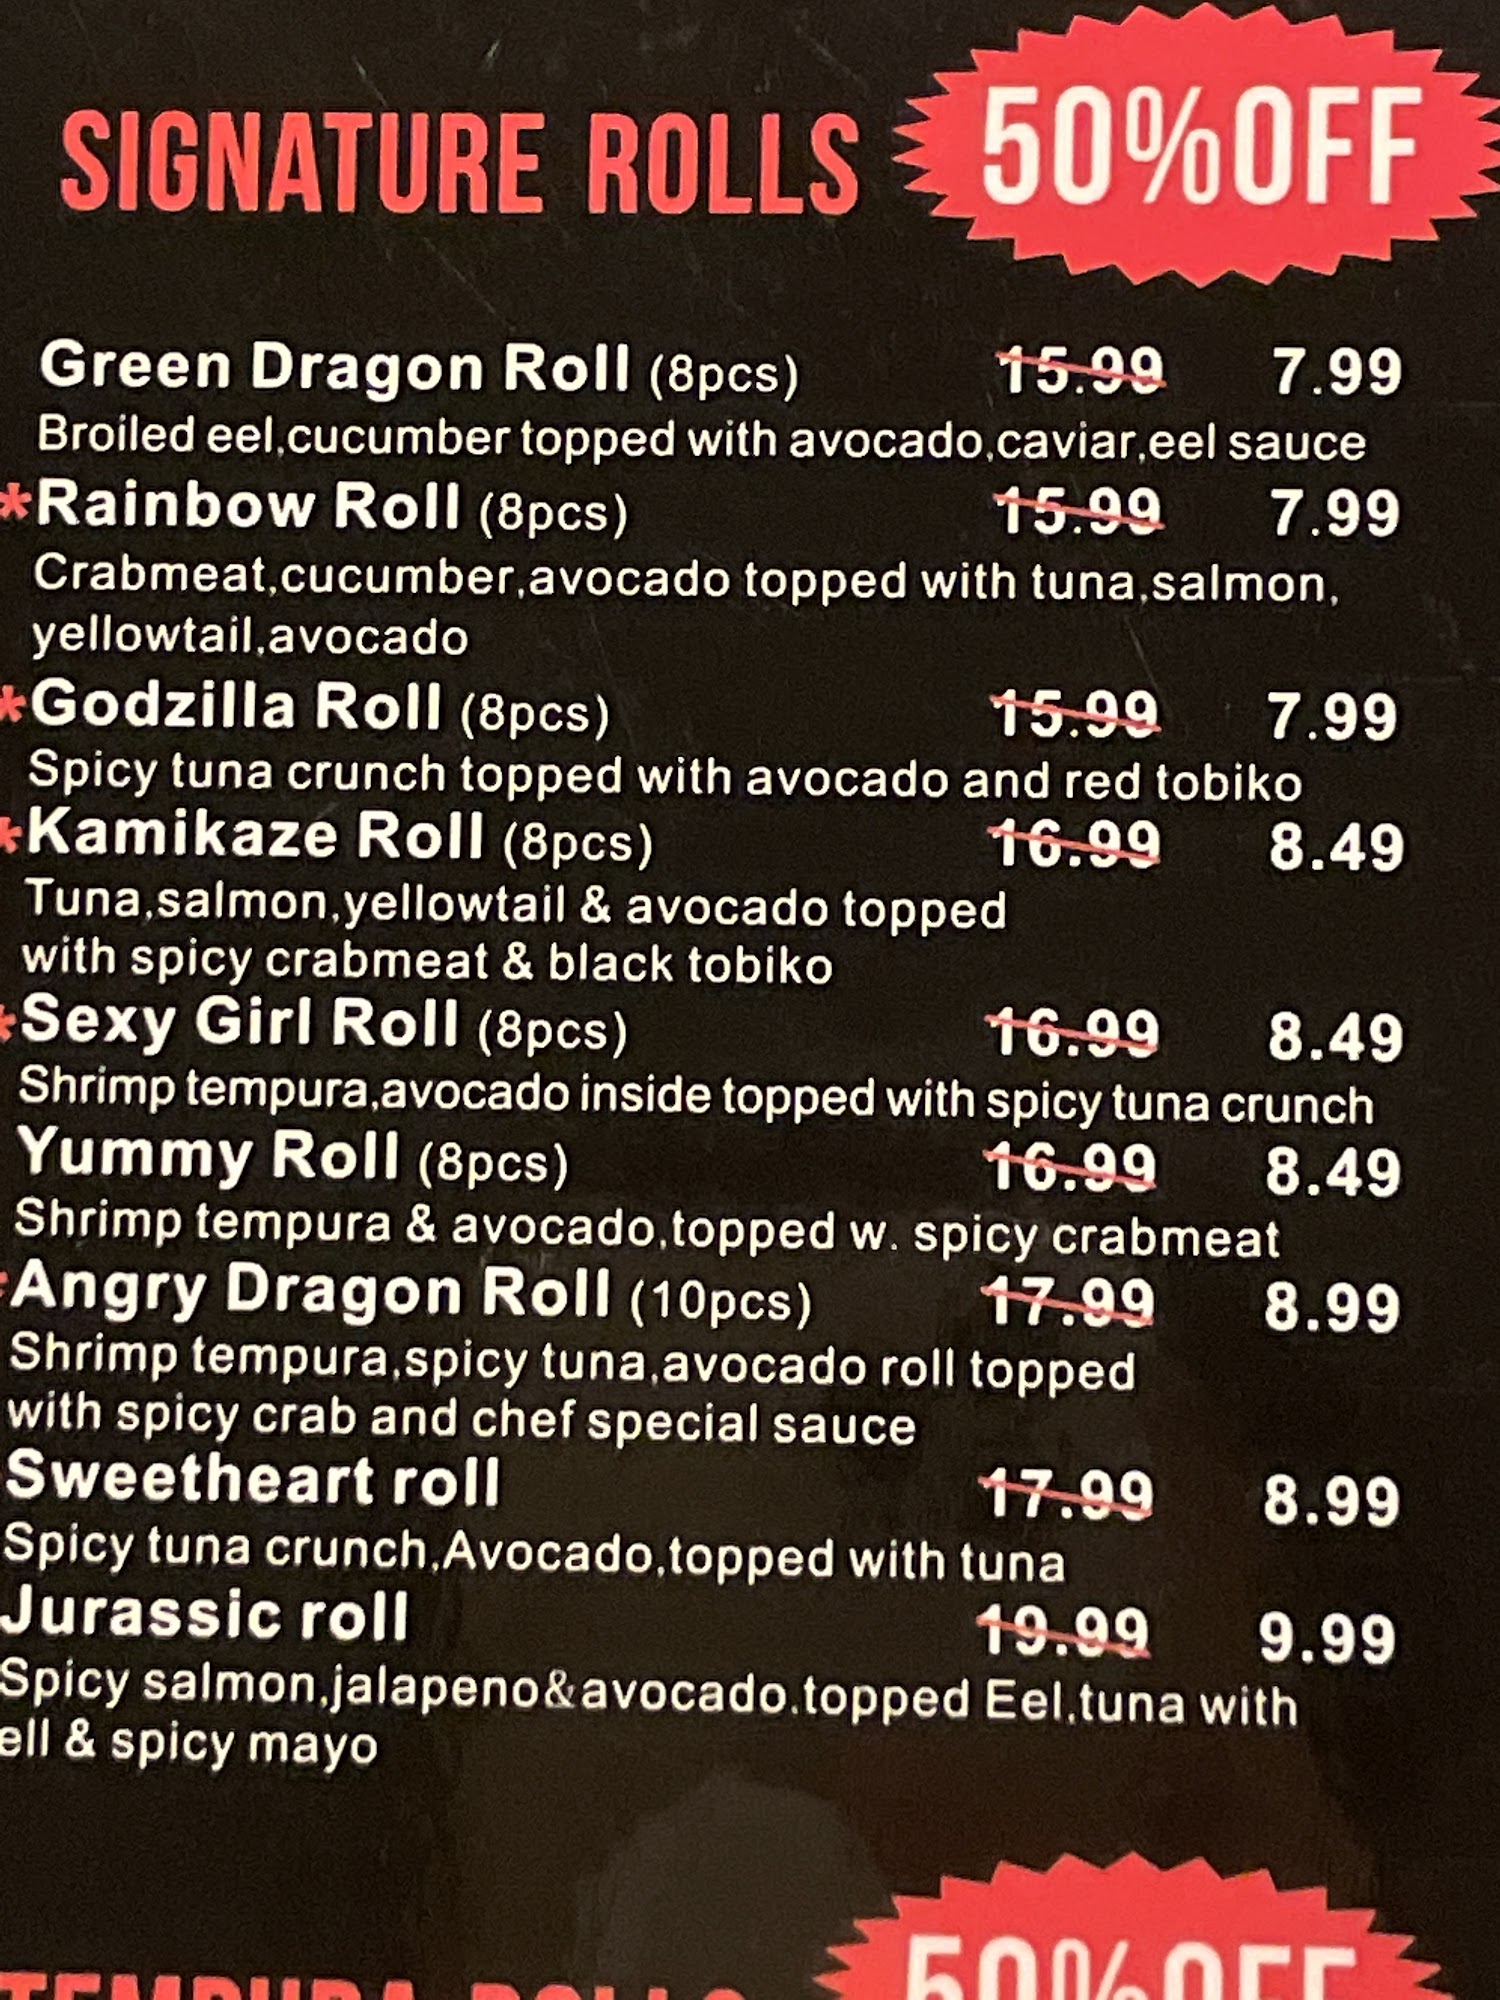 SIGNATURE ROLLS 50%OFF
Green Dragon Roll (8pcs) 15.99 7.99
Broiled eel,cucumber topped with avocado,caviar,eel sauce
*Rainbow Roll (8pcs) 15.99 7.99
Crabmeat,cucumber,avocado topped with tuna,salmon,
yellowtail,avocado
*Godzilla Roll (8pcs) 15.99 7.99
Spicy tuna crunch topped with avocado and red tobiko
*Kamikaze Roll (8pcs) 16.99 8.49
Tuna,salmon,yellowtail & avocado topped
with spicy crabmeat & black tobiko
*Sexy Girl Roll (8pcs) 16.99 8.49
Shrimp tempura,avocado inside topped with spicy tuna crunch
Yummy Roll (8pcs) 16.99 8.49
Shrimp tempura & avocado,topped w. spicy crabmeat
*Angry Dragon Roll (10pcs) 17.99 8.99
Shrimp tempura,spicy tuna,avocado roll topped
with spicy crab and chef special sauce
Sweetheart roll 17.99 8.99
Spicy tuna crunch,Avocado,topped with tuna
Jurassic roll 19.99 9.99
Spicy salmon,jalapeno&avocado.topped Eel,tuna with
ell & spicy mayo
TEMPURA ROLLS 50%OFF